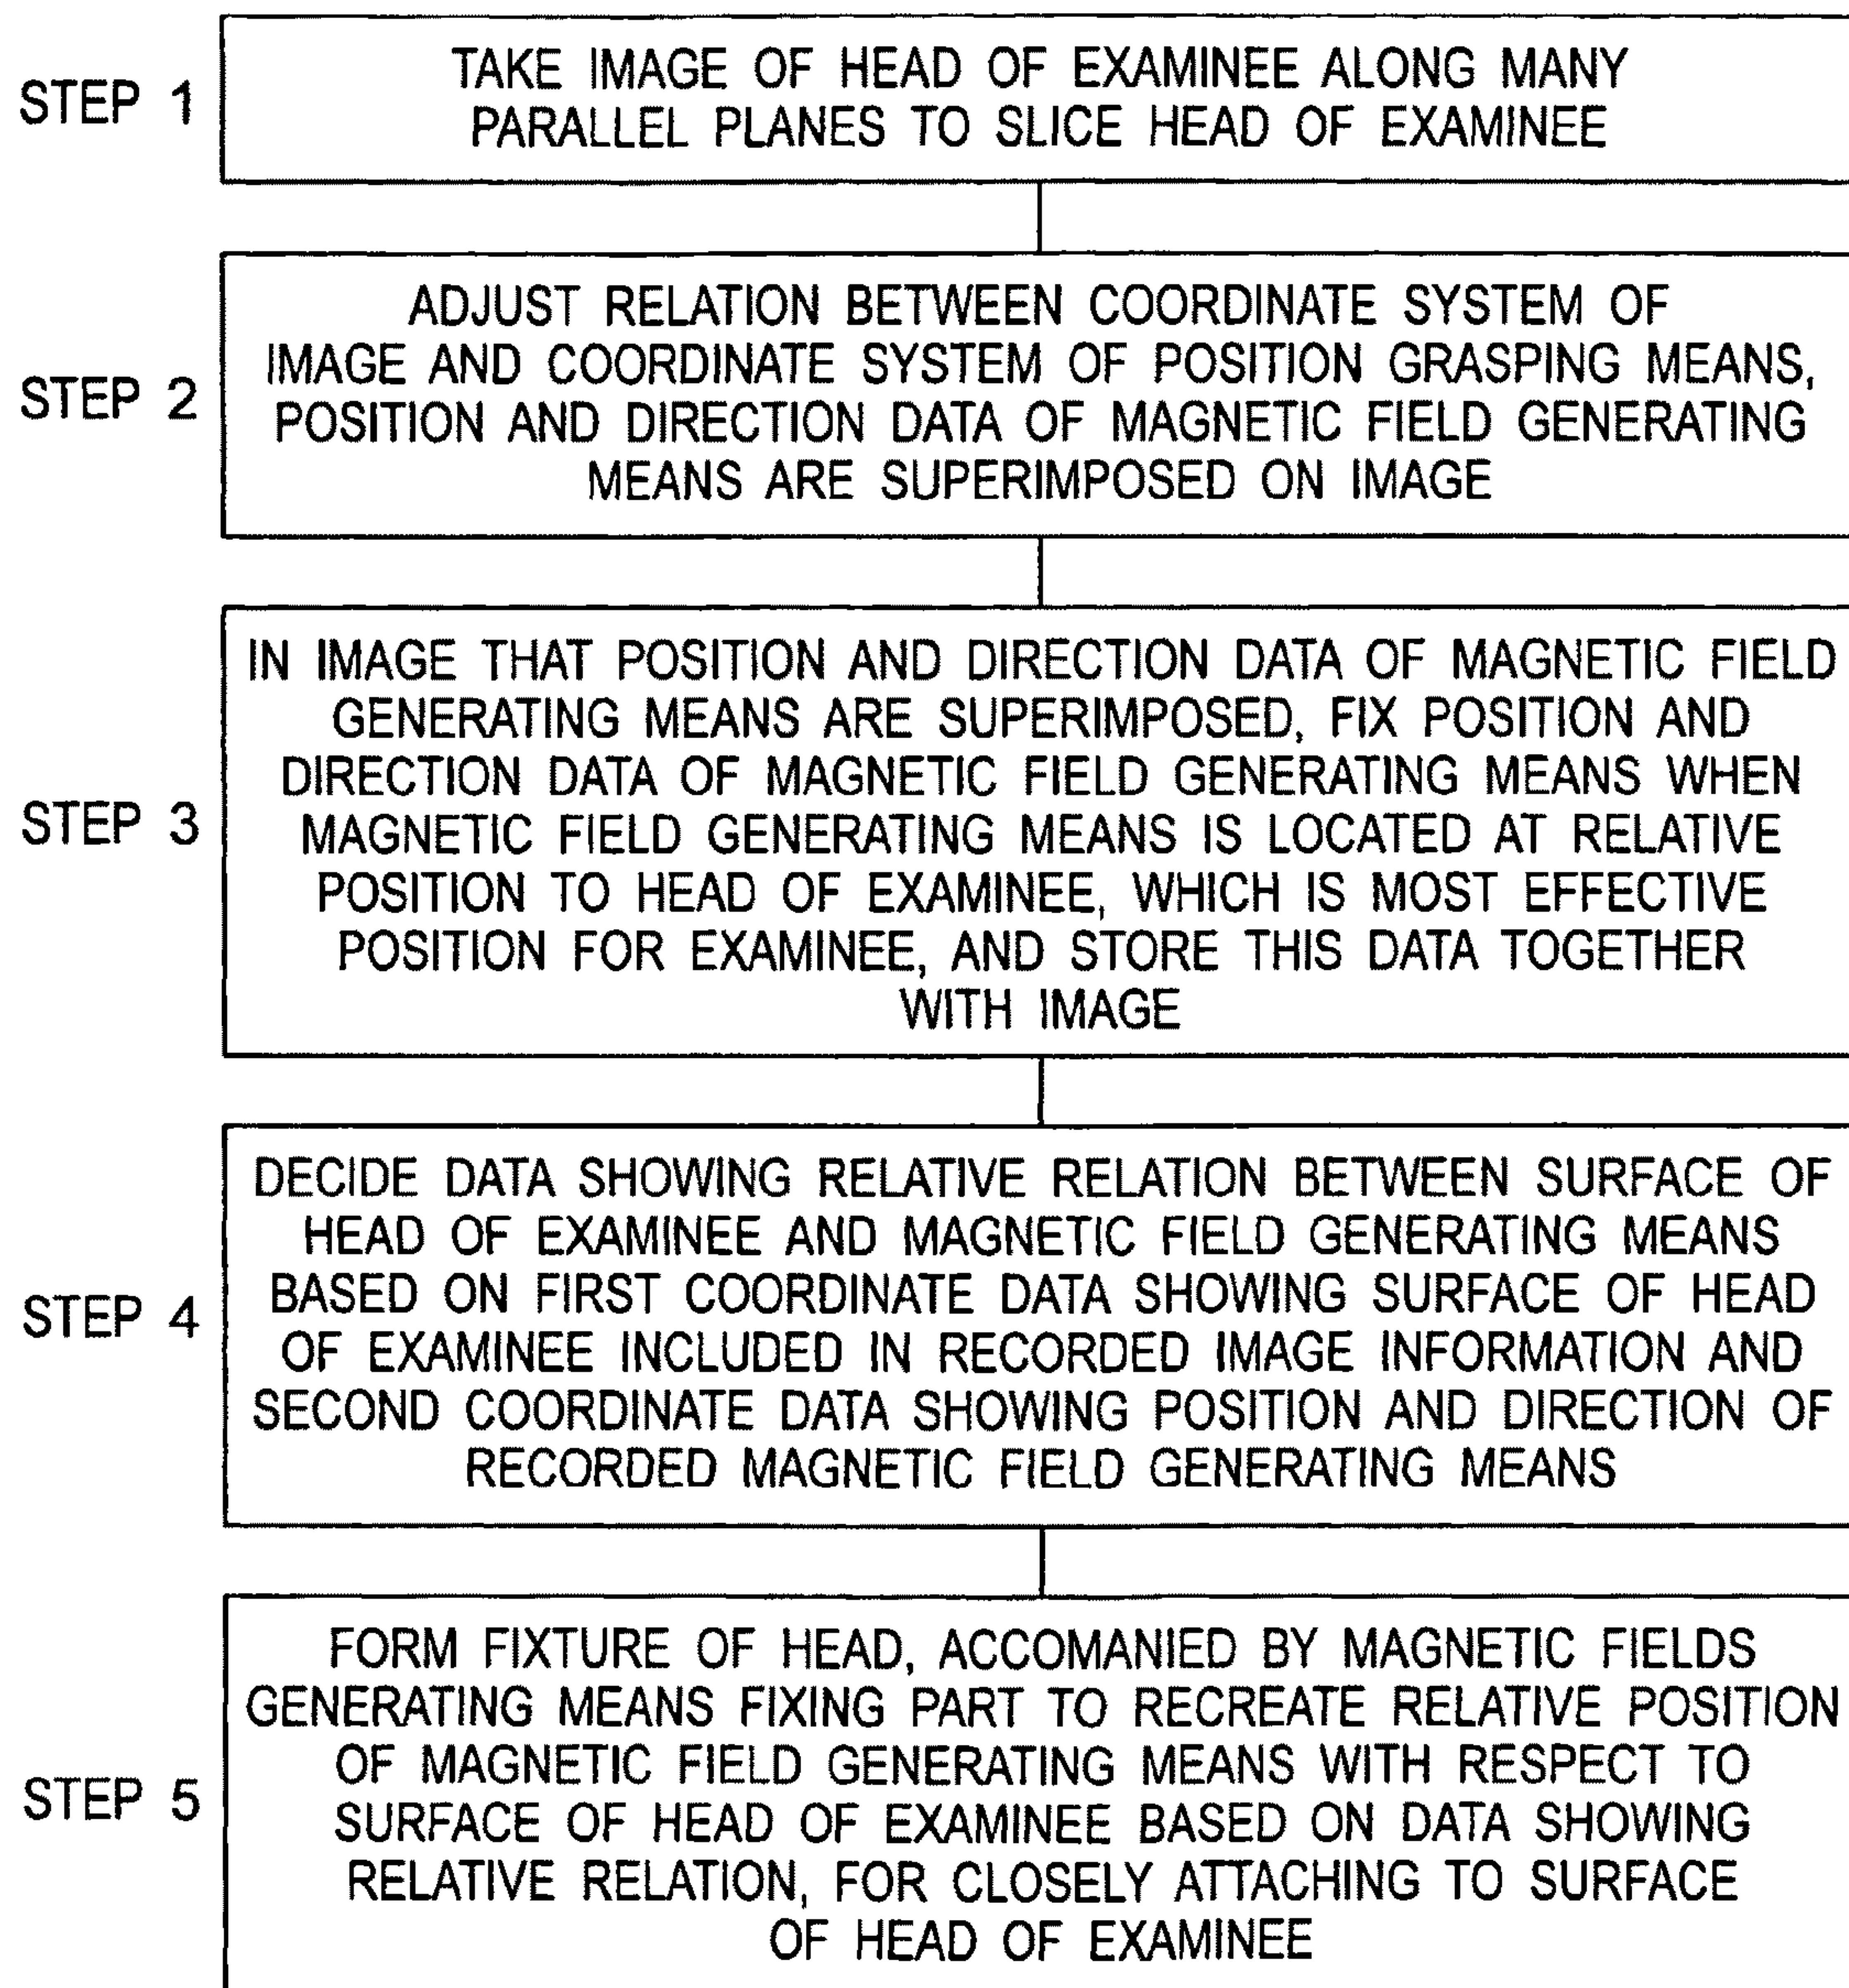 STEP 1
TAKE IMAGE OF HEAD OF EXAMINEE ALONG MANY
PARALLEL PLANES TO SLICE HEAD OF EXAMINEE
STEP 2
ADJUST RELATION BETWEEN COORDINATE SYSTEM OF
IMAGE AND COORDINATE SYSTEM OF POSITION GRASPING MEANS,
POSITION AND DIRECTION DATA OF MAGNETIC FIELD GENERATING
MEANS ARE SUPERIMPOSED ON IMAGE
STEP 3
IN IMAGE THAT POSITION AND DIRECTION DATA OF MAGNETIC FIELD
GENERATING MEANS ARE SUPERIMPOSED, FIX POSITION AND
DIRECTION DATA OF MAGNETIC FIELD GENERATING MEANS WHEN
MAGNETIC FIELD GENERATING MEANS IS LOCATED AT RELATIVE
POSITION TO HEAD OF EXAMINEE, WHICH IS MOST EFFECTIVE
POSITION FOR EXAMINEE, AND STORE THIS DATA TOGETHER
WITH IMAGE
STEP 4
DECIDE DATA SHOWING RELATIVE RELATION BETWEEN SURFACE OF
HEAD OF EXAMINEE AND MAGNETIC FIELD GENERATING MEANS
BASED ON FIRST COORDINATE DATA SHOWING SURFACE OF HEAD
OF EXAMINEE INCLUDED IN RECORDED IMAGE INFORMATION AND
SECOND COORDINATE DATA SHOWING POSITION AND DIRECTION OF
RECORDED MAGNETIC FIELD GENERATING MEANS
STEP 5
FORM FIXTURE OF HEAD, ACCOMANIED BY MAGNETIC FIELDS
GENERATING MEANS FIXING PART TO RECREATE RELATIVE POSITION
OF MAGNETIC FIELD GENERATING MEANS WITH RESPECT TO
SURFACE OF HEAD OF EXAMINEE BASED ON DATA SHOWING
RELATIVE RELATION, FOR CLOSELY ATTACHING TO SURFACE
OF HEAD OF EXAMINEE